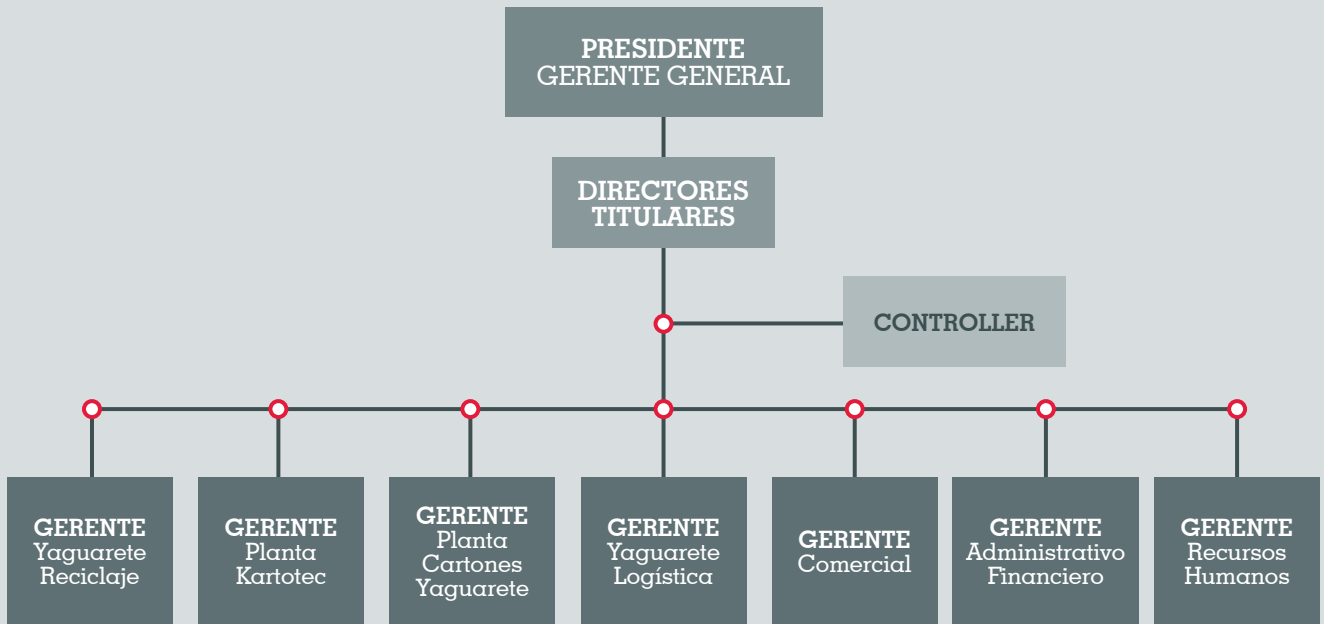 PRESIDENTE
GERENTE GENERAL
DIRECTORES
TITULARES
CONTROLLER
GERENTE
Yaguarete
Reciclaje
GERENTE
Planta
Kartotec
GERENTE
Planta
Cartones
Yaguarete
GERENTE
Yaguarete
Logística
GERENTE
Comercial
GERENTE
Administrativo
Financiero
GERENTE
Recursos
Humanos